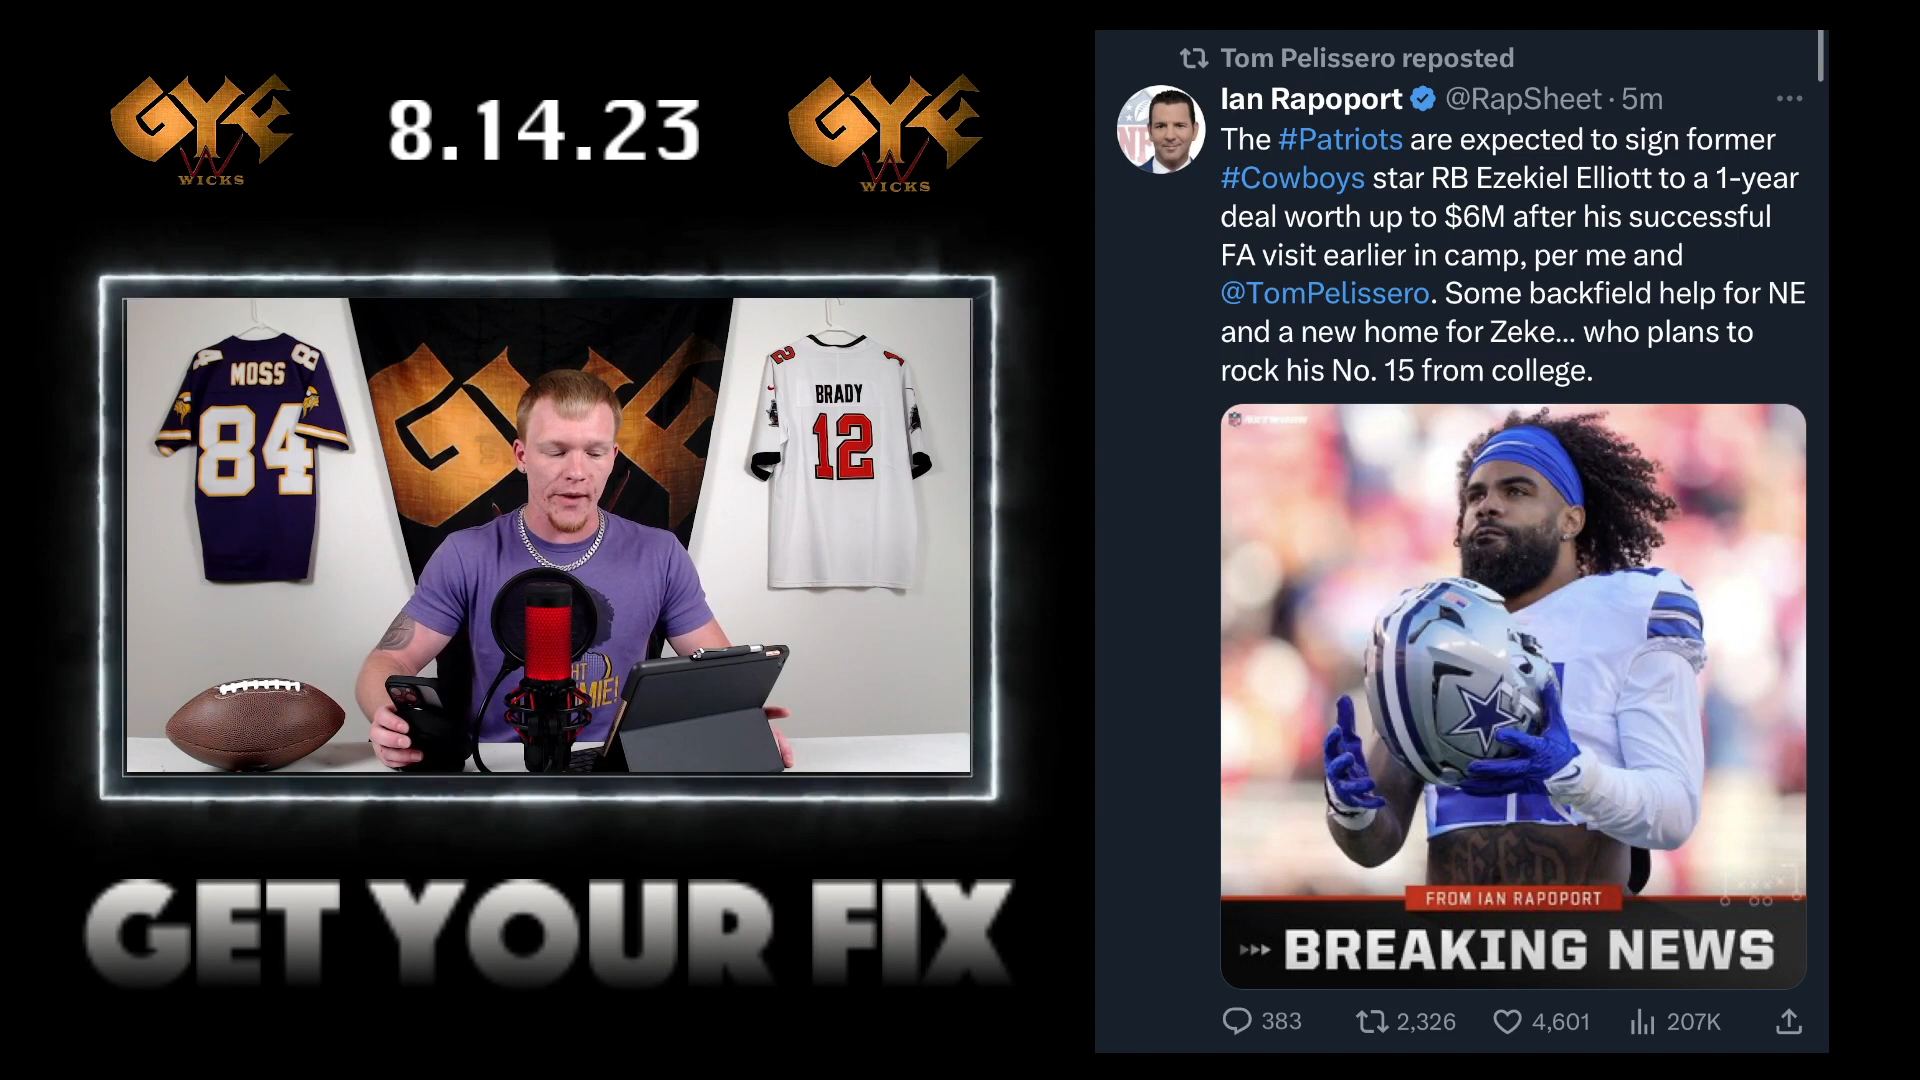 GYF
WICKS
8.14.23
GYF
WICKS
MOSS
84
84
BRADY
12
GET YOUR FIX
Tom Pelissero reposted
Ian Rapoport @RapSheet · 5m
The #Patriots are expected to sign former
#Cowboys star RB Ezekiel Elliott to a 1-year
deal worth up to $6M after his successful
FA visit earlier in camp, per me and
@TomPelissero. Some backfield help for NE
and a new home for Zeke... who plans to
rock his No. 15 from college.
NETWORK
FROM IAN RAPOPORT
BREAKING NEWS
383 2,326 4,601 207K